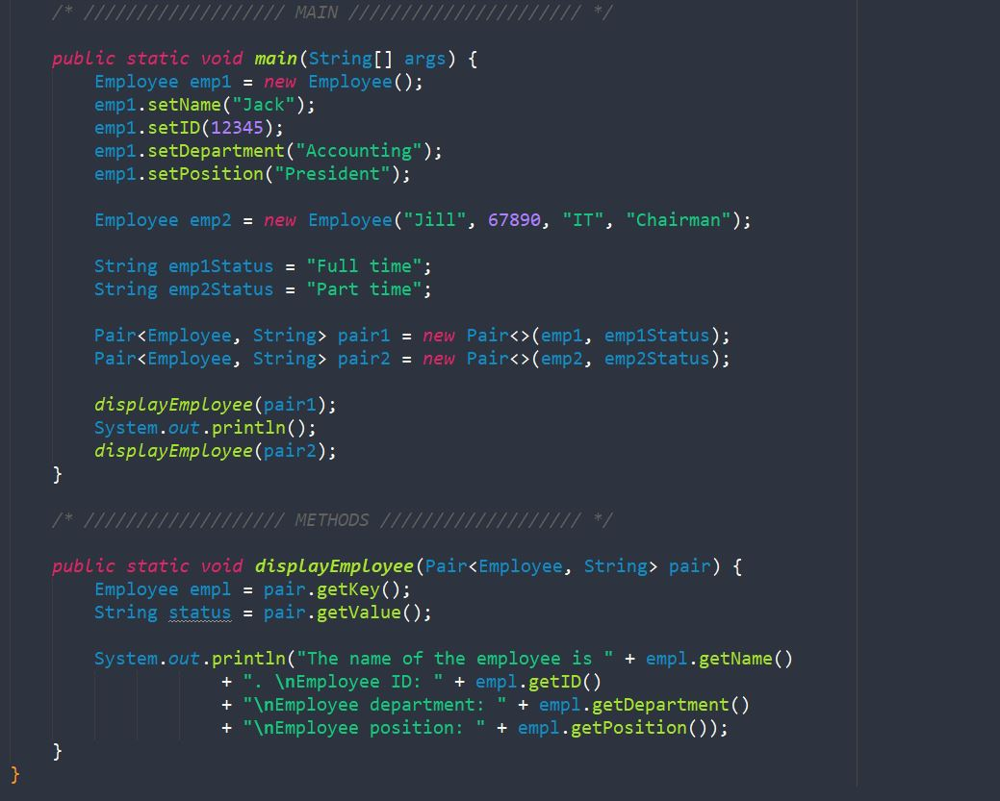 /* /////////////////// MAIN ////////////////////// */
public static void main(String[] args) {
Employee emp1 = new Employee();
emp1.setName("Jack");
emp1.setID(12345);
emp1.setDepartment("Accounting");
emp1.setPosition("President");
Employee emp2 = new Employee("Jill", 67890, "IT", "Chairman");
String emp1Status = "Full time";
String emp2Status = "Part time";
Pair<Employee, String> pair1 = new Pair<>(emp1, emp1Status);
Pair<Employee, String> pair2 = new Pair<>(emp2, emp2Status);
displayEmployee(pair1);
System.out.println();
displayEmployee(pair2);
}
/* /////////////////// METHODS /////////////////// */
public static void displayEmployee(Pair<Employee, String> pair) {
Employee empl = pair.getKey();
String status = pair.getValue();
System.out.println("The name of the employee is " + empl.getName()
+ ". \nEmployee ID: " + empl.getID()
+ "\nEmployee department: " + empl.getDepartment()
+ "\nEmployee position: " + empl.getPosition());
}
}